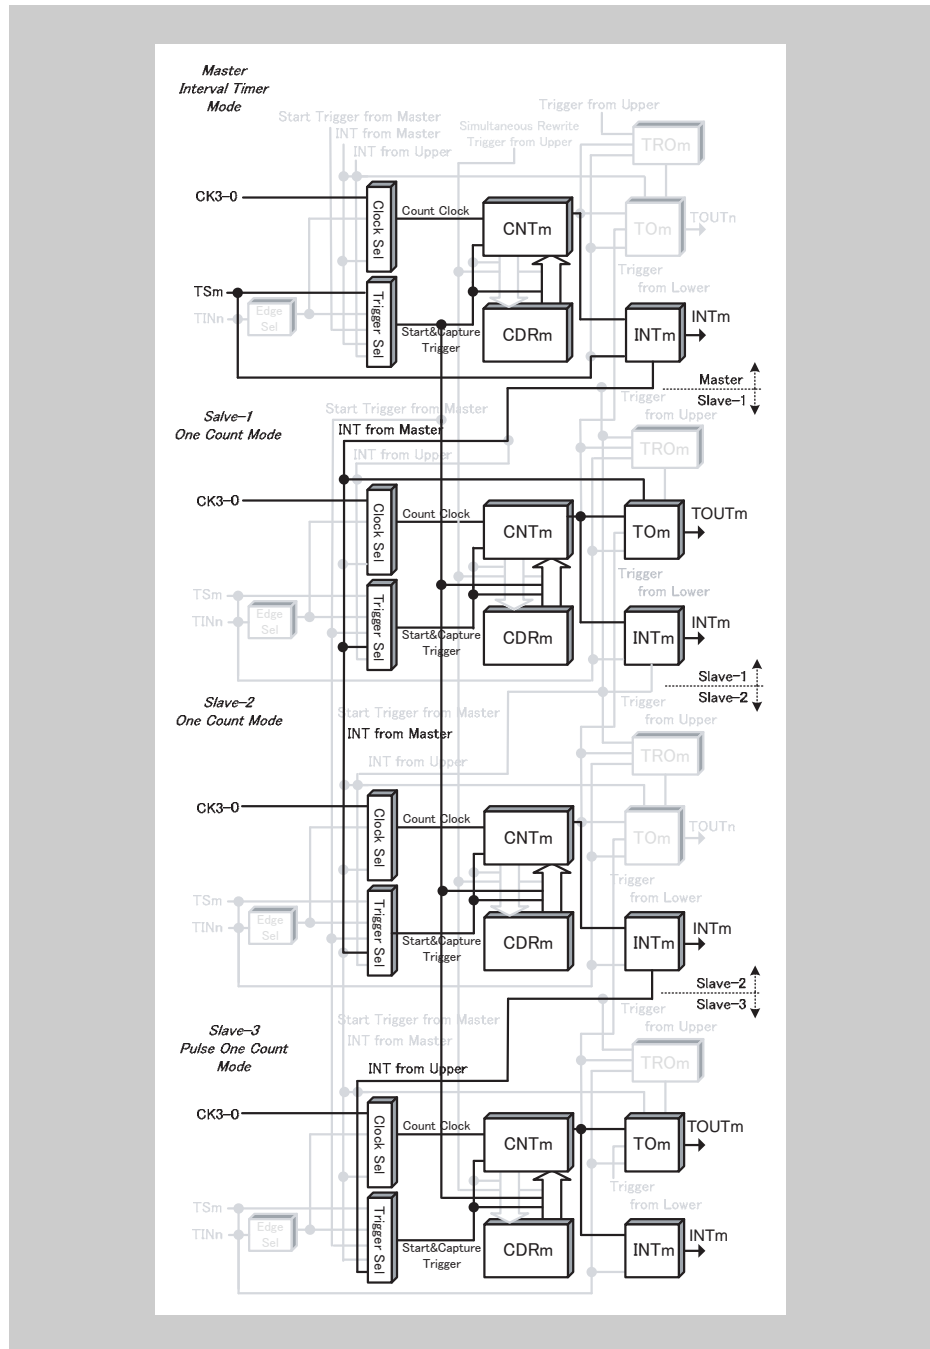 Master
Interval Timer
Mode
Trigger from Upper
Start Trigger from Master
INT from Master
INT from Upper
Simultaneous Rewrite
Trigger from Upper
TROm
CK3-0
Clock Sel
Count Clock
CNTm
TOm
TOUTn
Trigger
from Lower
TSm
TINn
Edge
Sel
Trigger Sel
Start&Capture
Trigger
CDRm
INTm
INTm
Master
Slave-1
Salve-1
One Count Mode
Start Trigger from Master
INT from Master
INT from Upper
Trigger
from Upper
TROm
CK3-0
Clock Sel
Count Clock
CNTm
TOm
TOUTm
Trigger
from Lower
TSm
TINn
Edge
Sel
Trigger Sel
Start&Capture
Trigger
CDRm
INTm
INTm
Slave-1
Slave-2
Slave-2
One Count Mode
Start Trigger from Master
INT from Master
INT from Upper
Trigger
from Upper
TROm
CK3-0
Clock Sel
Count Clock
CNTm
TOm
TOUTn
Trigger
from Lower
TSm
TINn
Edge
Sel
Trigger Sel
Start&Capture
Trigger
CDRm
INTm
INTm
Slave-2
Slave-3
Slave-3
Pulse One Count
Mode
Start Trigger from Master
INT from Master
INT from Upper
Trigger
from Upper
TROm
CK3-0
Clock Sel
Count Clock
CNTm
TOm
TOUTm
Trigger
from Lower
TSm
TINn
Edge
Sel
Trigger Sel
Start&Capture
Trigger
CDRm
INTm
INTm